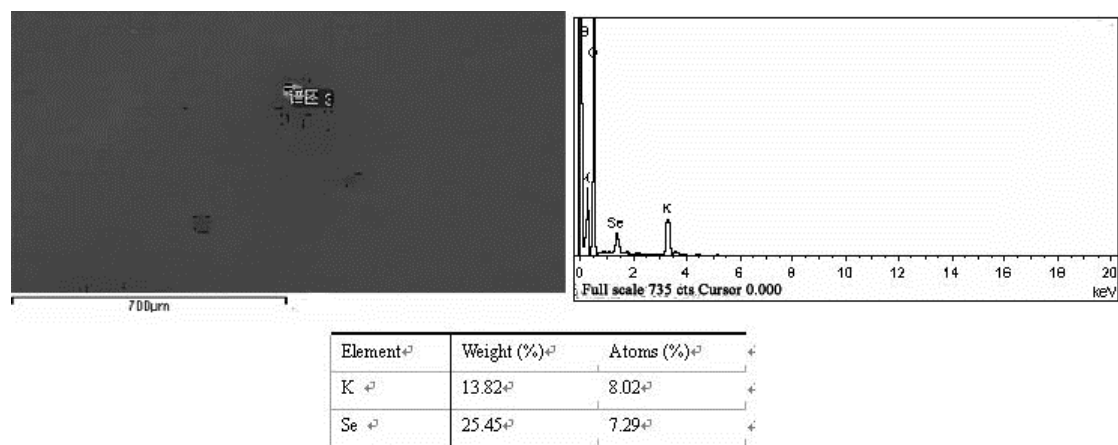 谱图 3
700μm
B
O
K
Se
K
0 2 4 6 8 10 12 14 16 18 20
keV
Full scale 735 cts Cursor 0.000
Element Weight (%) Atoms (%)
K 13.82 8.02
Se 25.45 7.29